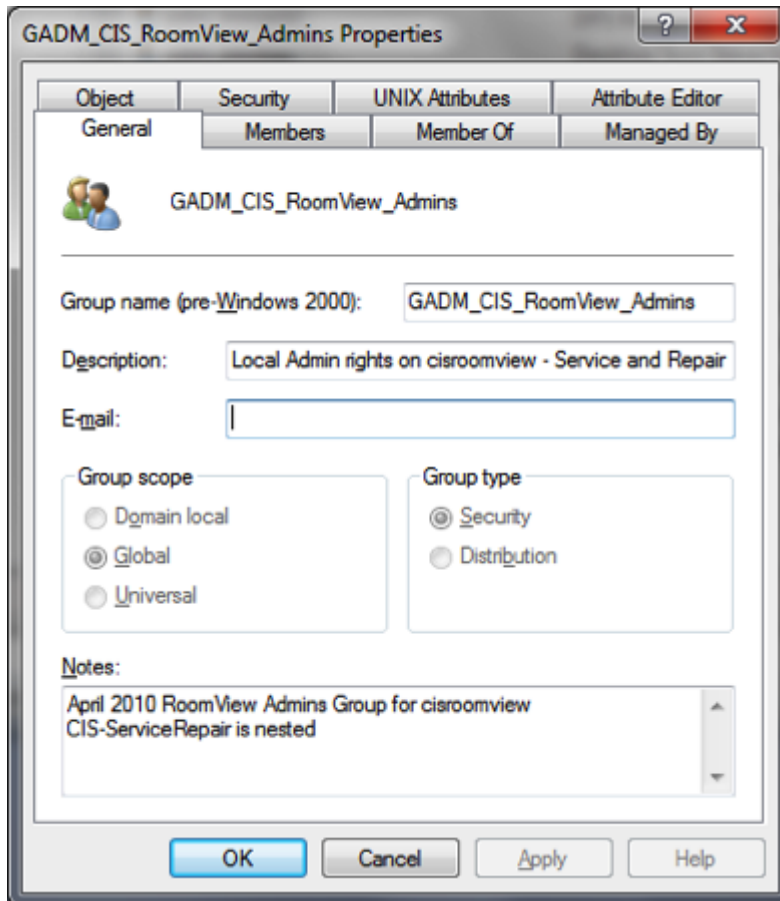 GADM_CIS_RoomView_Admins Properties
Object Security UNIX Attributes Attribute Editor
General Members Member Of Managed By
GADM_CIS_RoomView_Admins
Group name (pre-Windows 2000): GADM_CIS_RoomView_Admins
Description: Local Admin rights on cisroomview - Service and Repair
E-mail:
Group scope Group type
Domain local Security
Global Distribution
Universal
Notes:
April 2010 RoomView Admins Group for cisroomview
CIS-ServiceRepair is nested
OK Cancel Apply Help